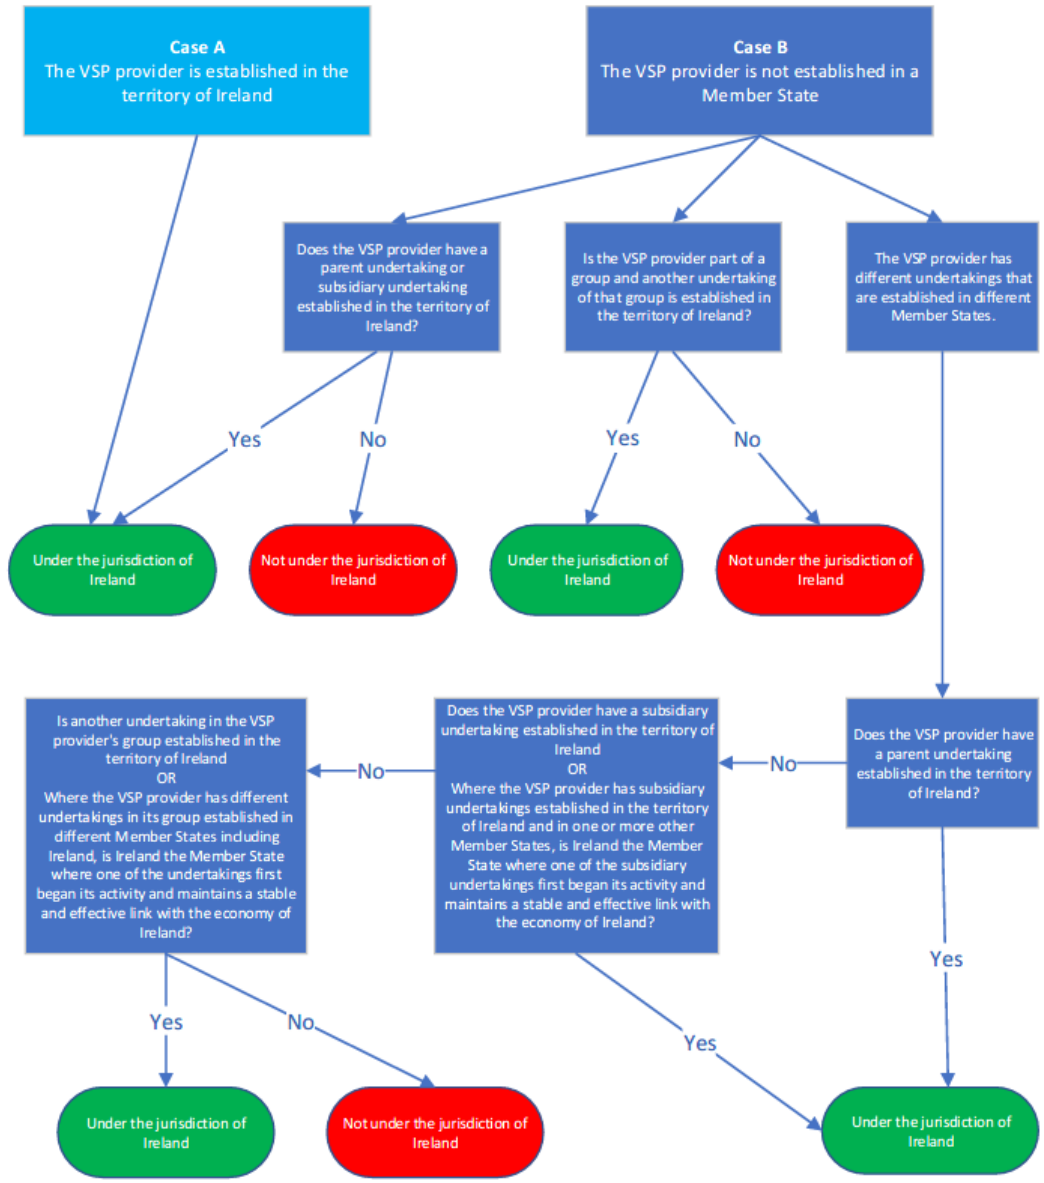 Case A
The VSP provider is established in the
territory of Ireland
Case B
The VSP provider is not established in a
Member State
Does the VSP provider have a
parent undertaking or
subsidiary undertaking
established in the territory of
Ireland?
Is the VSP provider part of a
group and another undertaking
of that group is established in
the territory of Ireland?
The VSP provider has
different undertakings that
are established in different
Member States.
Yes
No
Yes
No
Under the jurisdiction of
Ireland
Not under the jurisdiction of
Ireland
Under the jurisdiction of
Ireland
Not under the jurisdiction of
Ireland
Does the VSP provider have
a parent undertaking
established in the territory
of Ireland?
No
Does the VSP provider have a subsidiary
undertaking established in the territory of
Ireland
OR
Where the VSP provider has subsidiary
undertakings established in the territory
of Ireland and in one or more other
Member States, is Ireland the Member
State where one of the subsidiary
undertakings first began its activity and
maintains a stable and effective link with
the economy of Ireland?
No
Is another undertaking in the VSP
provider's group established in the
territory of Ireland
OR
Where the VSP provider has different
undertakings in its group established in
different Member States including
Ireland, is Ireland the Member State
where one of the undertakings first
began its activity and maintains a stable
and effective link with the economy of
Ireland?
Yes
No
Yes
Yes
Under the jurisdiction of
Ireland
Not under the jurisdiction of
Ireland
Under the jurisdiction of
Ireland